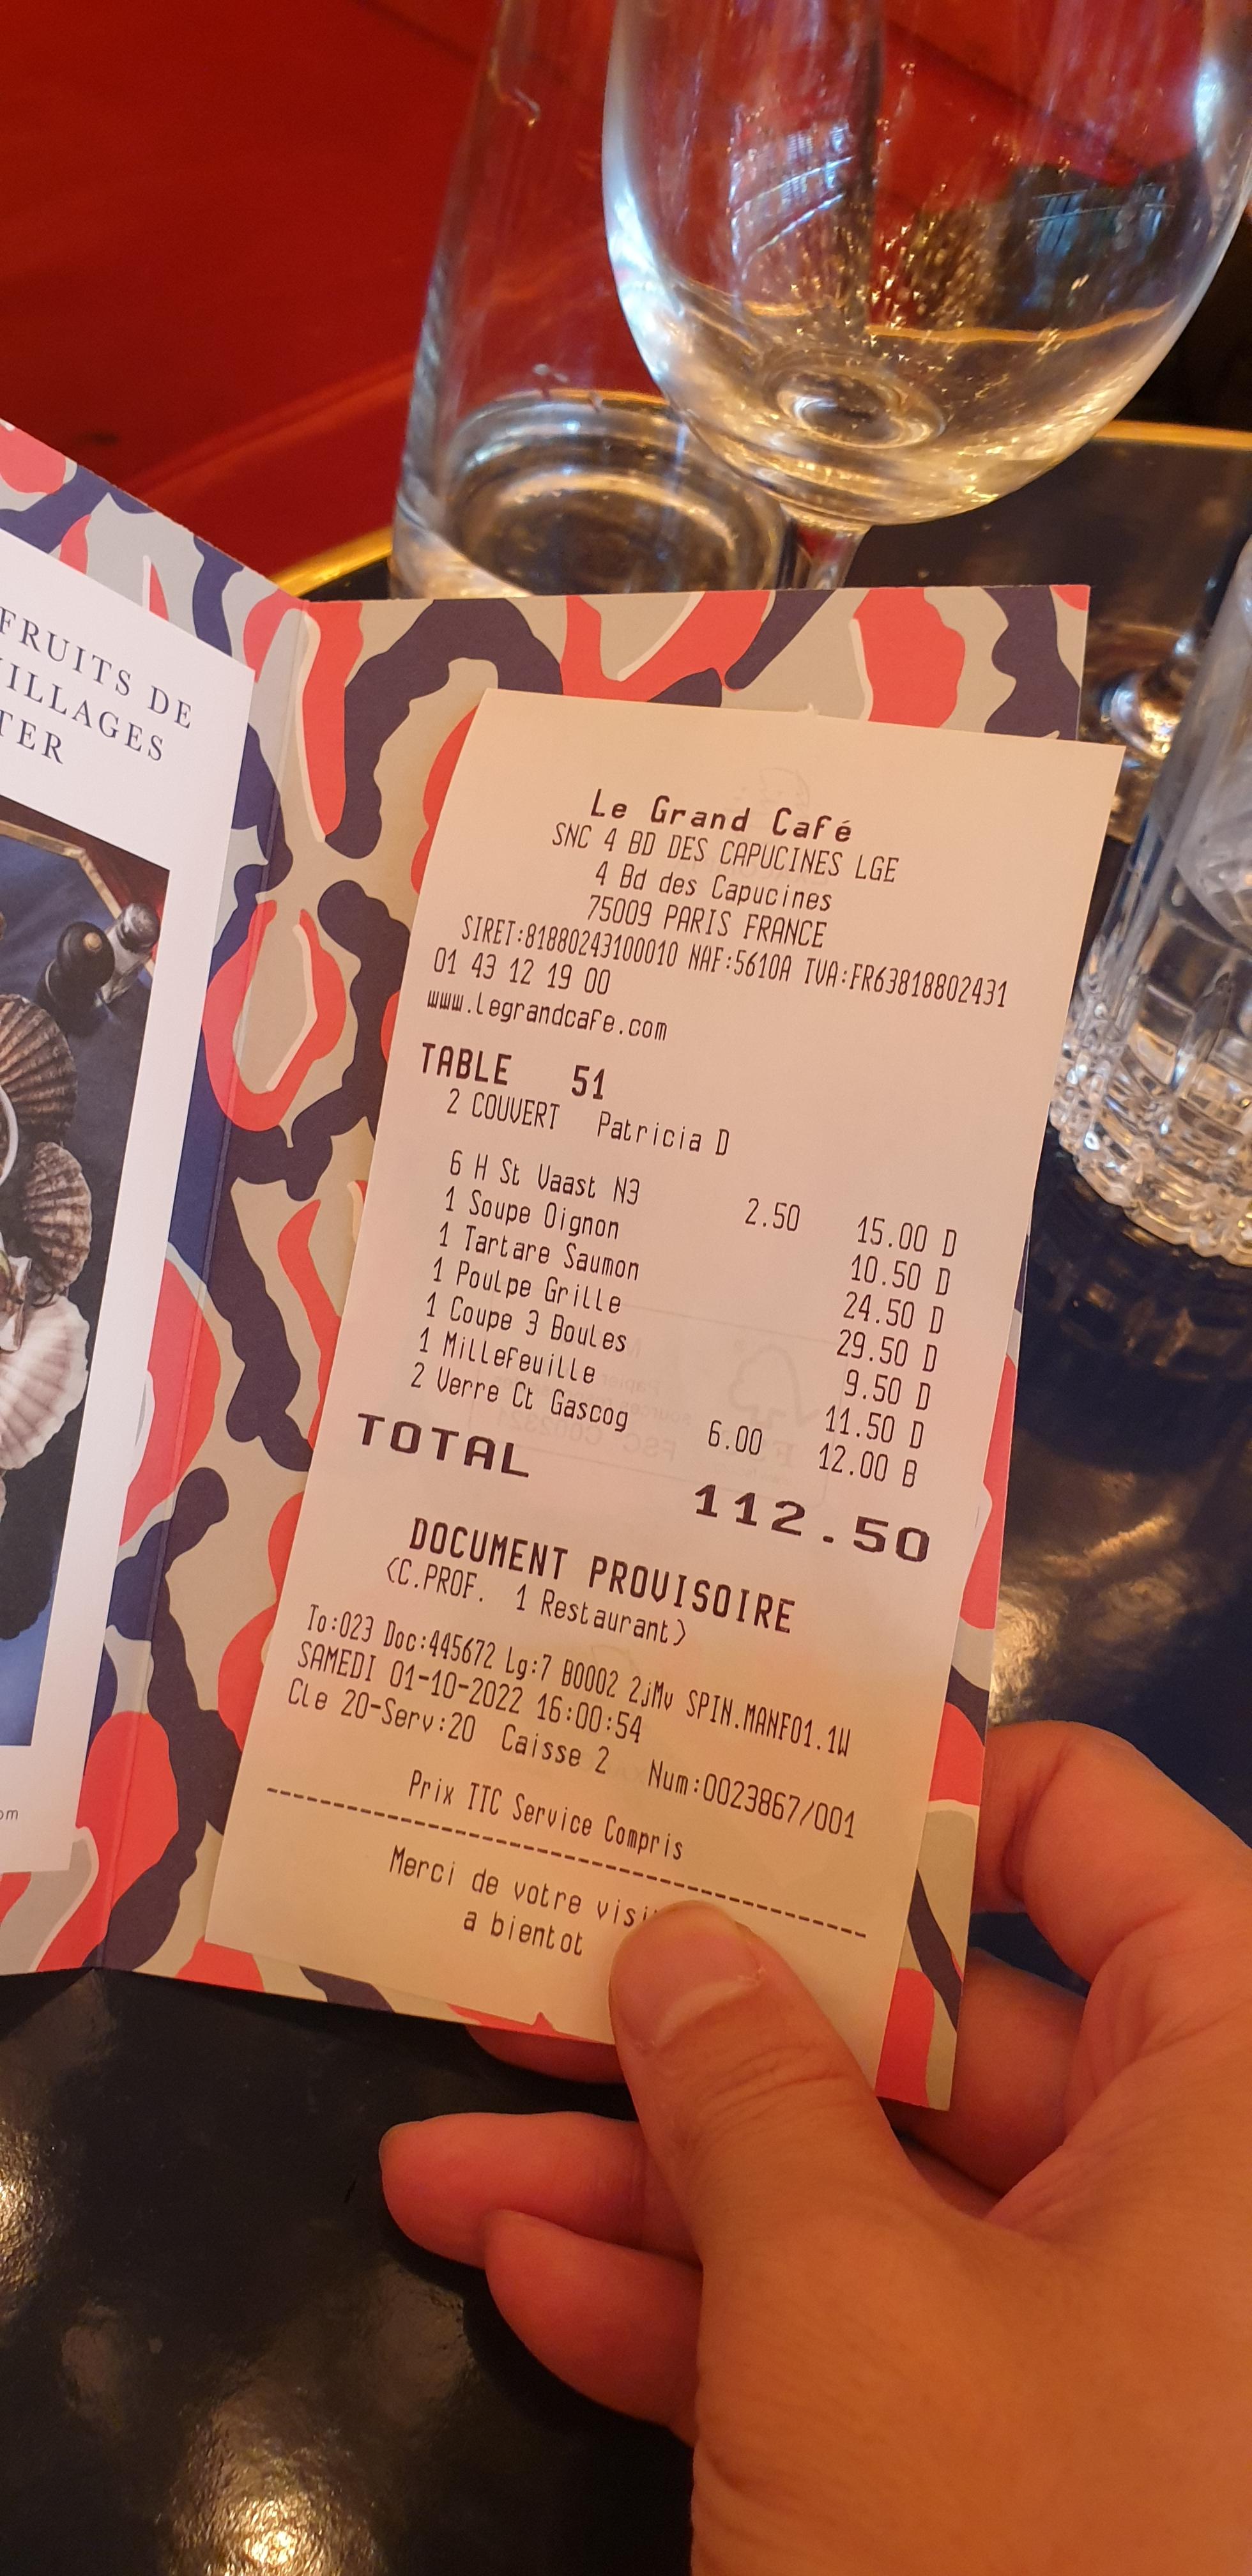 FRUITS DE
VILLAGES
TER
om
Le Grand Café
SNC 4 BD DES CAPUCINES LGE
4 Bd des Capucines
75009 PARIS FRANCE
SIRET:81880243100010 NAF:5610A TVA:FR63818802431
01 43 12 19 00
www.legrandcafe.com
TABLE 51
2 COUVERT Patricia D
6 H St Vaast N3 2.50 15.00 D
1 Soupe Oignon 10.50 D
1 Tartare Saumon 24.50 D
1 Poulpe Grille 29.50 D
1 Coupe 3 Boules 9.50 D
1 Millefeuille 11.50 D
2 Verre Ct Gascog 6.00 12.00 B
TOTAL 112.50
DOCUMENT PROVISOIRE
(C.PROF. 1 Restaurant)
To:023 Doc:445672 Lg:7 B0002 2jMv SPIN.MANF01.1W
SAMEDI 01-10-2022 16:00:54
Cle 20-Serv:20 Caisse 2 Num:0023867/001
Prix TTC Service Compris
Merci de votre visi
a bientot